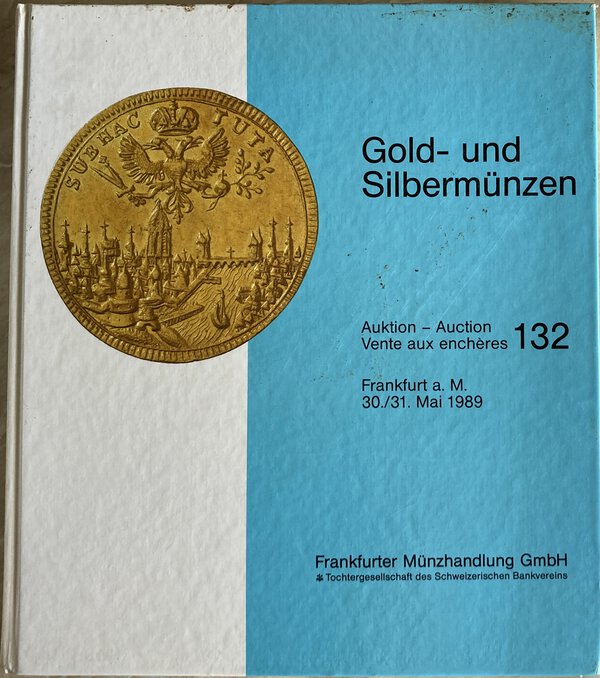 SUB HAC TUTA
Gold- und
Silbermünzen
Auktion – Auction
Vente aux enchères 132
Frankfurt a. M.
30./31. Mai 1989
Frankfurter Münzhandlung GmbH
Tochtergesellschaft des Schweizerischen Bankvereins